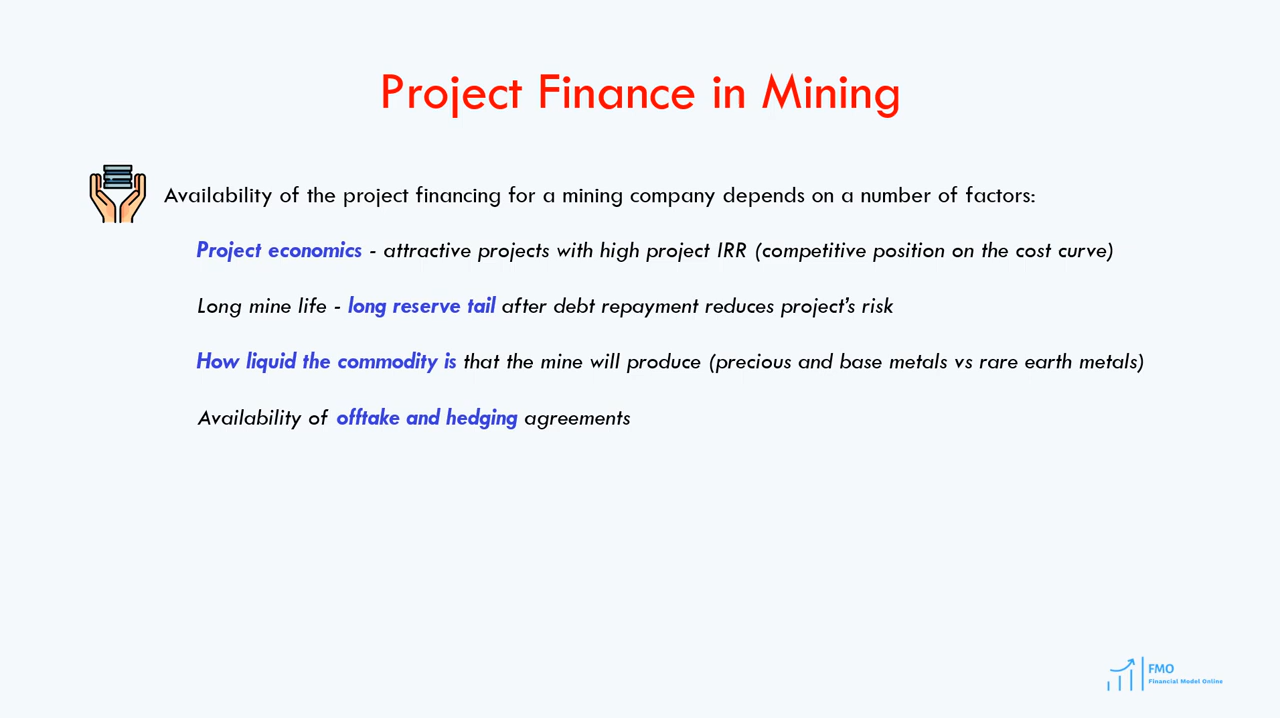 Project Finance in Mining
Availability of the project financing for a mining company depends on a number of factors:
Project economics - attractive projects with high project IRR (competitive position on the cost curve)
Long mine life - long reserve tail after debt repayment reduces project's risk
How liquid the commodity is that the mine will produce (precious and base metals vs rare earth metals)
Availability of offtake and hedging agreements
FMO
Financial Model Online